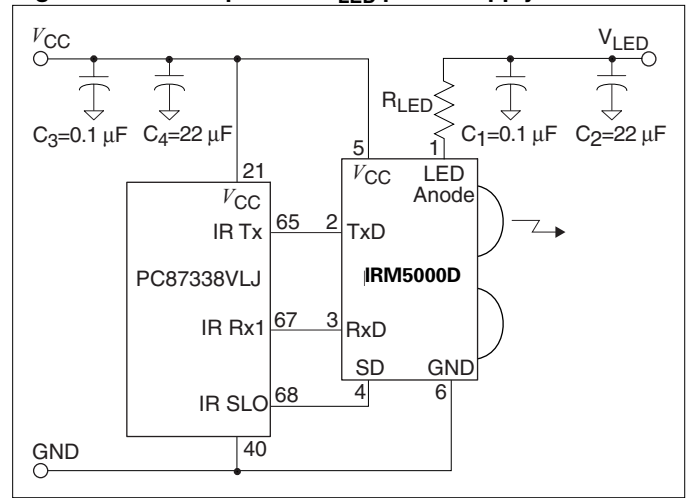 VCC
VLED
RLED
C3=0.1 µF
C4=22 µF
C1=0.1 µF
C2=22 µF
21
5
1
VCC
VCC
LED
Anode
IR Tx
65
2
TxD
PC87338VLJ
IRM5000D
IR Rx1
67
3
RxD
SD
GND
IR SLO
68
4
6
40
GND